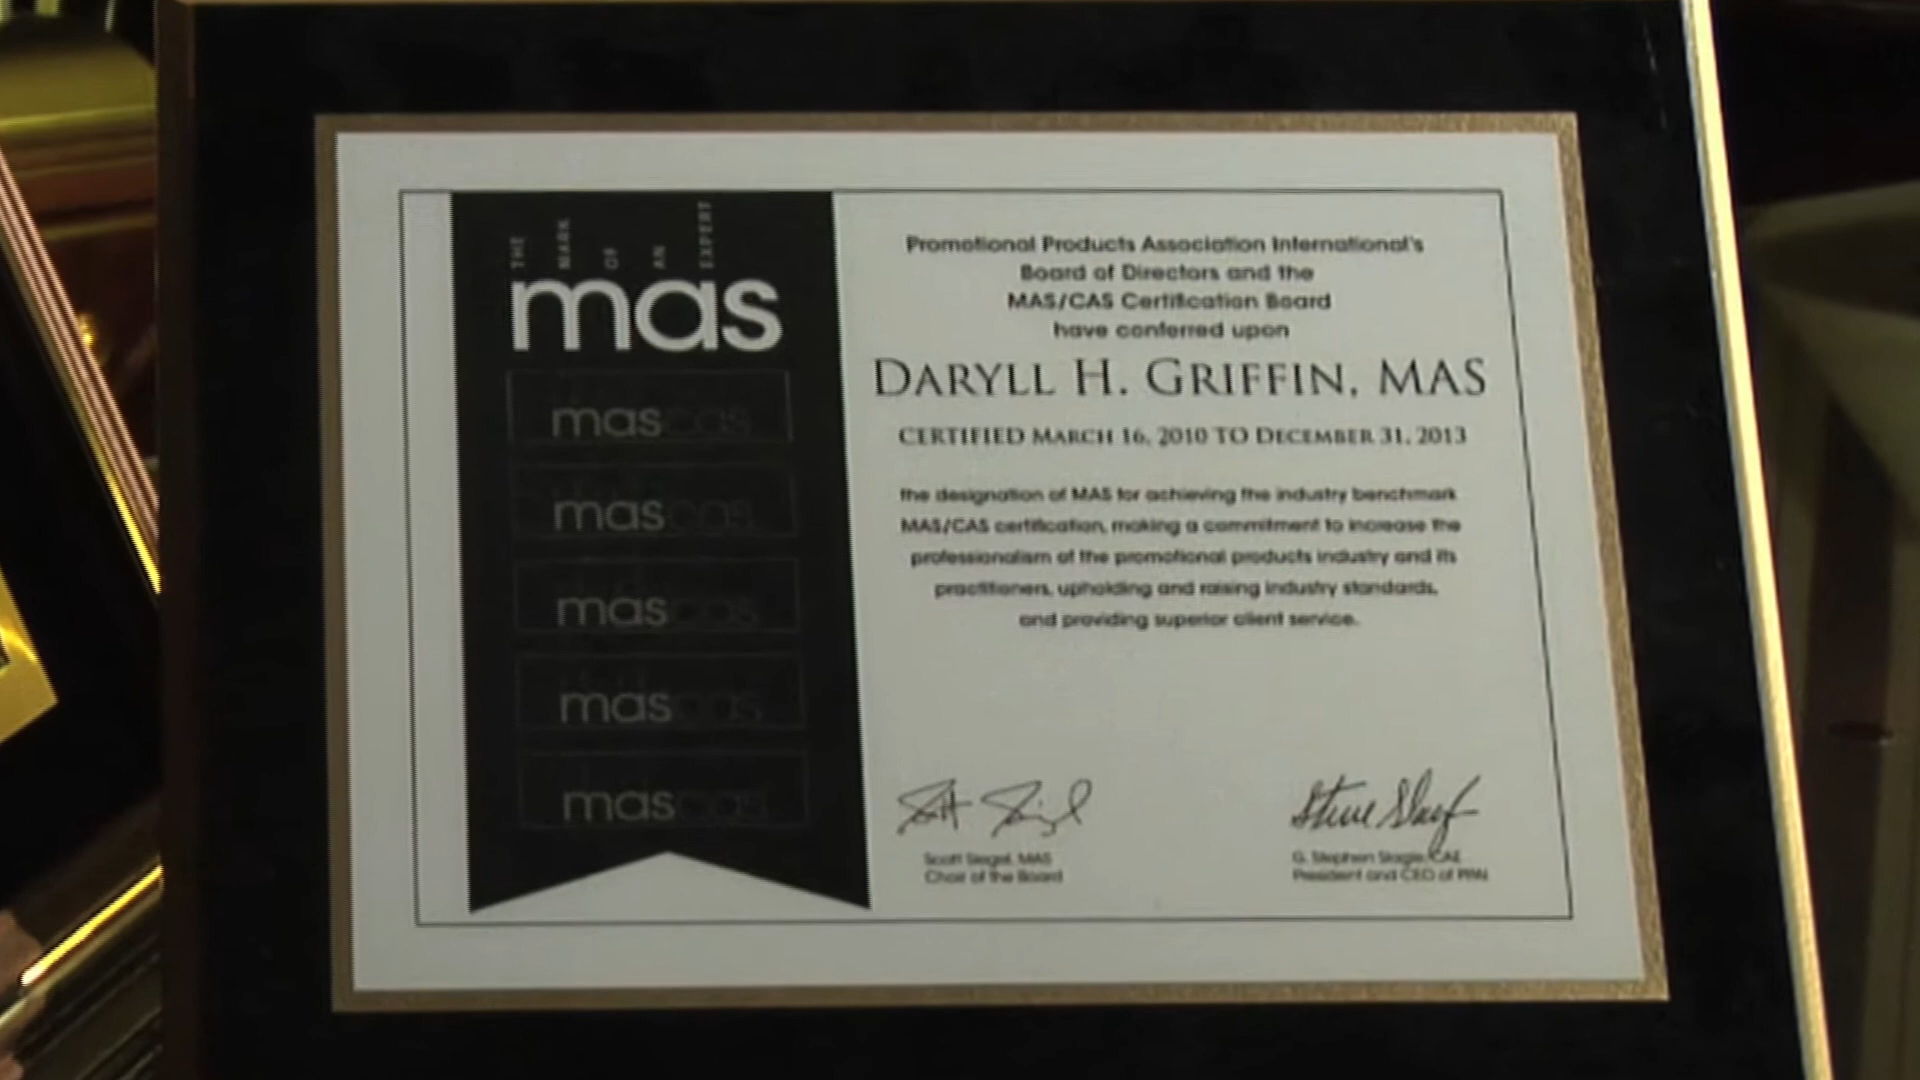 THE MARK OF AN EXPERT
mas
mascas
mascas
mascas
mascas
mascas
Promotional Products Association International's
Board of Directors and the
MAS/CAS Certification Board
have conferred upon
DARYLL H. GRIFFIN, MAS
CERTIFIED MARCH 16, 2010 TO DECEMBER 31, 2013
the designation of MAS for achieving the industry benchmark
MAS/CAS certification, making a commitment to increase the
professionalism of the promotional products industry and its
practitioners, upholding and raising industry standards,
and providing superior client service.
Scott Siegel, MAS
Chair of the Board
G. Stephen Slagle, CAE
President and CEO of PPAI